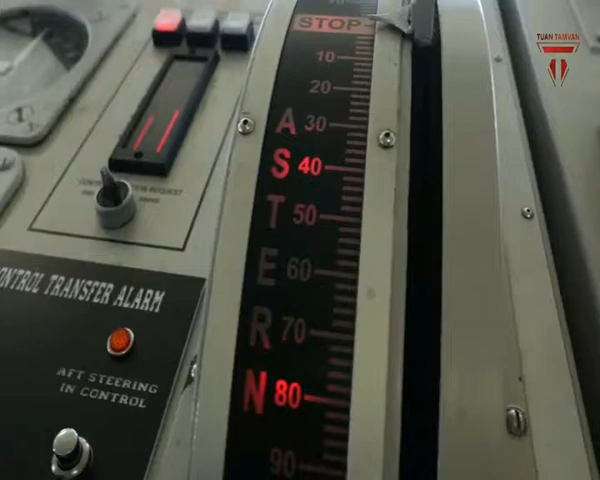 TUAN TAMVAN
STOP
10
20
A 30
S 40
T 50
E 60
R 70
N 80
90
CONTROL TRANSFER ALARM
AFT STEERING
IN CONTROL